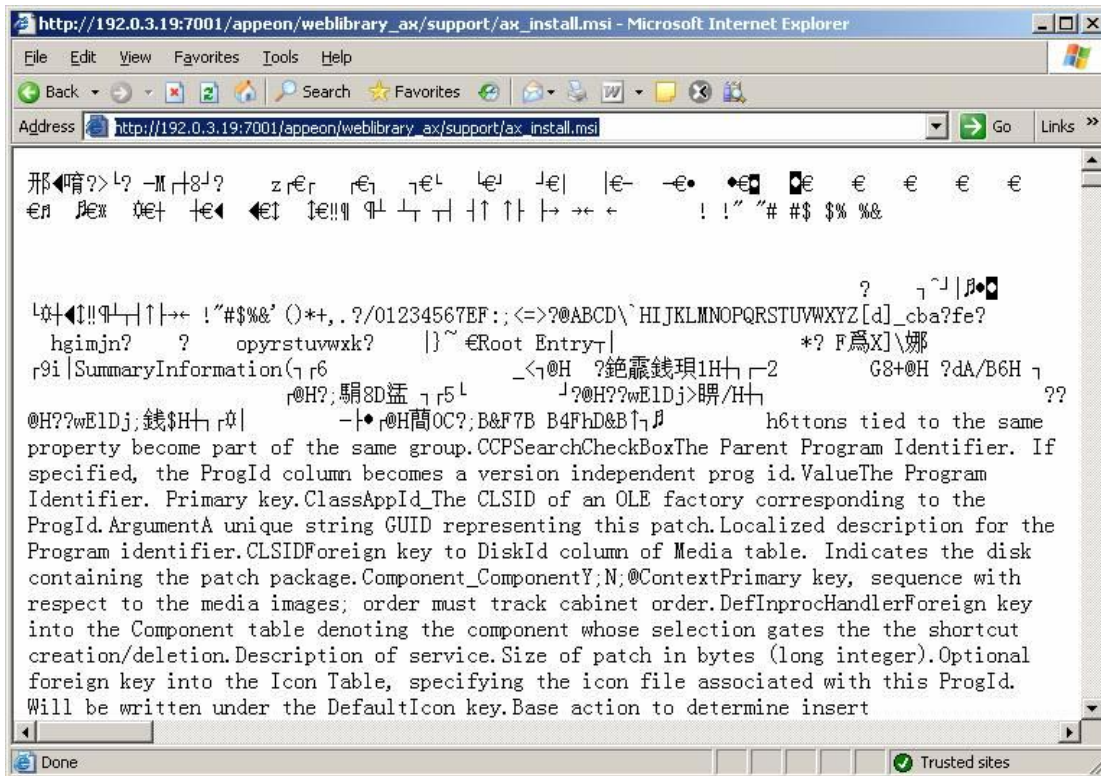 http://192.0.3.19:7001/appeon/weblibrary_ax/support/ax_install.msi - Microsoft Internet Explorer
File Edit View Favorites Tools Help
Back Search Favorites
Address http://192.0.3.19:7001/appeon/weblibrary_ax/support/ax_install.msi Go Links »
! !" "# #$ $% %&
!"#$%&'()*+,.?/01234567EF:;<=>?@ABCD\`HIJKLMNOPQRSTUVWXYZ[d]_cba?fe?
hgimjn? ? opyrstuvwxk? |}~ €Root Entry
SummaryInformation(
h6ttons tied to the same
property become part of the same group.CCPSearchCheckBoxThe Parent Program Identifier. If
specified, the ProgId column becomes a version independent prog id.ValueThe Program
Identifier. Primary key.ClassAppId_The CLSID of an OLE factory corresponding to the
ProgId.ArgumentA unique string GUID representing this patch.Localized description for the
Program identifier.CLSIDForeign key to DiskId column of Media table. Indicates the disk
containing the patch package.Component_ComponentY;N;@ContextPrimary key, sequence with
respect to the media images; order must track cabinet order.DefInprocHandlerForeign key
into the Component table denoting the component whose selection gates the the shortcut
creation/deletion.Description of service.Size of patch in bytes (long integer).Optional
foreign key into the Icon Table, specifying the icon file associated with this ProgId.
Will be written under the DefaultIcon key.Base action to determine insert
Done Trusted sites